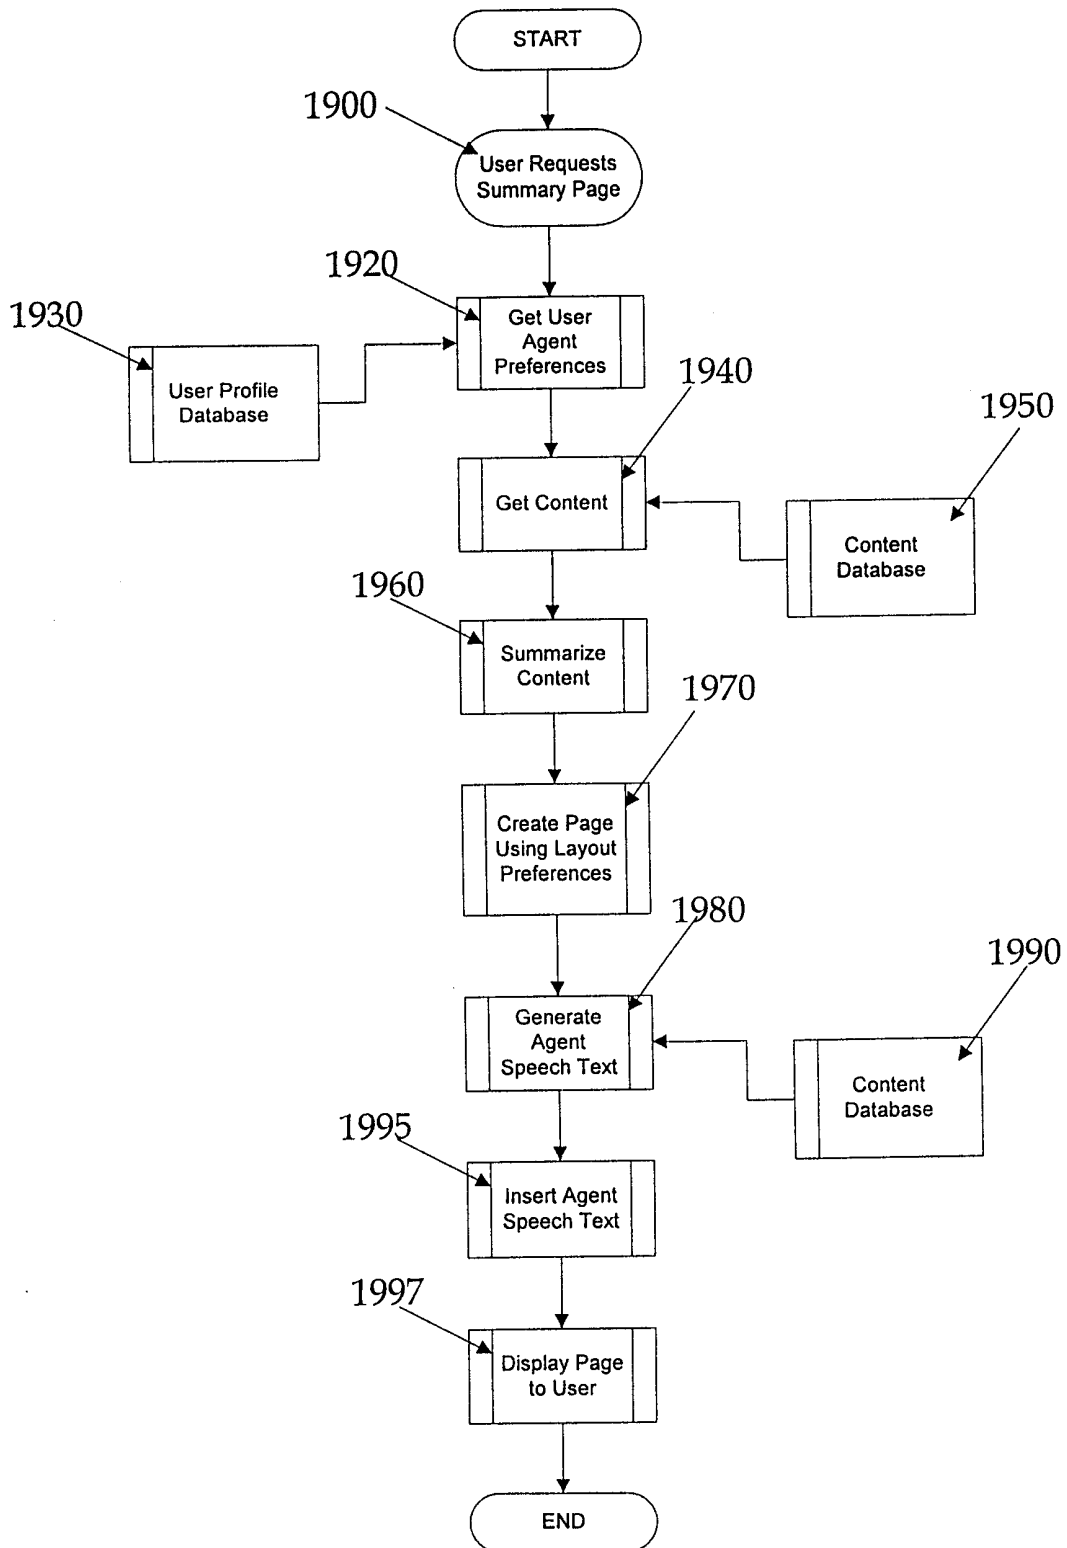 START
1900
User Requests
Summary Page
1920
Get User
Agent
Preferences
1930
User Profile
Database
1940
Get Content
1950
Content
Database
1960
Summarize
Content
1970
Create Page
Using Layout
Preferences
1980
Generate
Agent
Speech Text
1990
Content
Database
1995
Insert Agent
Speech Text
1997
Display Page
to User
END